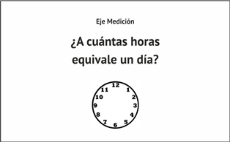 Eje Medición
¿A cuántas horas
equivale un día?
12
11 1
10 2
9 3
8 4
7 5
6